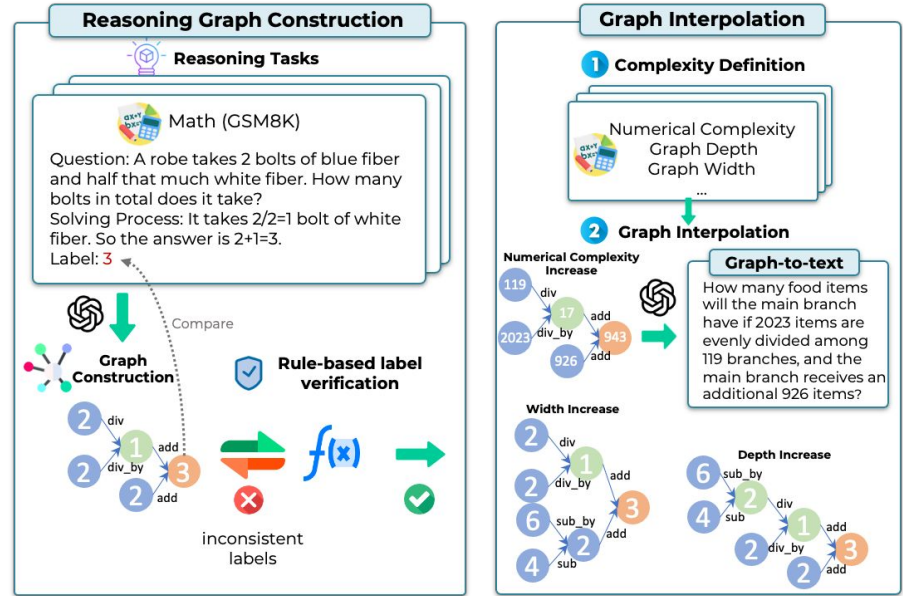 Reasoning Graph Construction
Reasoning Tasks
ax+y
bx=
Math (GSM8K)
Question: A robe takes 2 bolts of blue fiber
and half that much white fiber. How many
bolts in total does it take?
Solving Process: It takes 2/2=1 bolt of white
fiber. So the answer is 2+1=3.
Label: 3
Compare
Graph
Construction
Rule-based label
verification
2
div
1
add
2
div_by
3
2
add
f(x)
inconsistent
labels
Graph Interpolation
1 Complexity Definition
ax+y
bx=
Numerical Complexity
Graph Depth
Graph Width
...
2 Graph Interpolation
Numerical Complexity
Increase
119
div
17
add
2023
div_by
943
926
add
Graph-to-text
How many food items
will the main branch
have if 2023 items are
evenly divided among
119 branches, and the
main branch receives an
additional 926 items?
Width Increase
2
div
1
add
2
div_by
3
6
sub_by
2
add
4
sub
Depth Increase
6
sub_by
2
div
4
sub
1
add
2
div_by
3
2
add